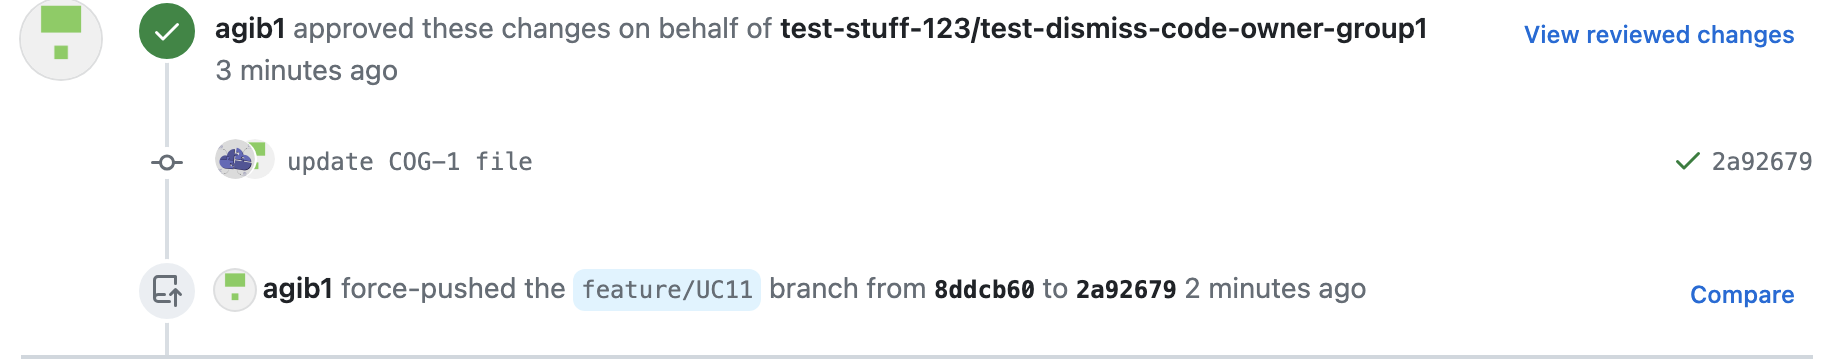 agib1 approved these changes on behalf of test-stuff-123/test-dismiss-code-owner-group1
3 minutes ago
View reviewed changes
update COG-1 file
2a92679
agib1 force-pushed the feature/UC11 branch from 8ddcb60 to 2a92679 2 minutes ago
Compare